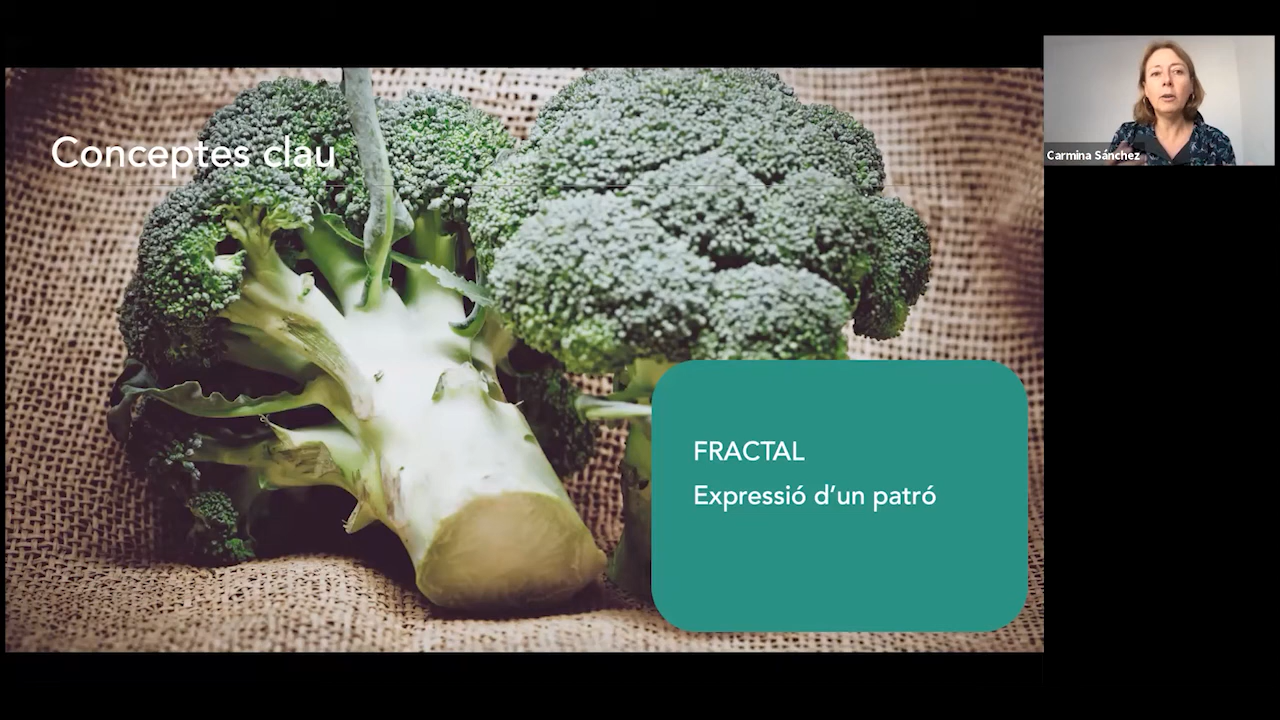 Conceptes clau
Carmina Sánchez
FRACTAL
Expressió d’un patró